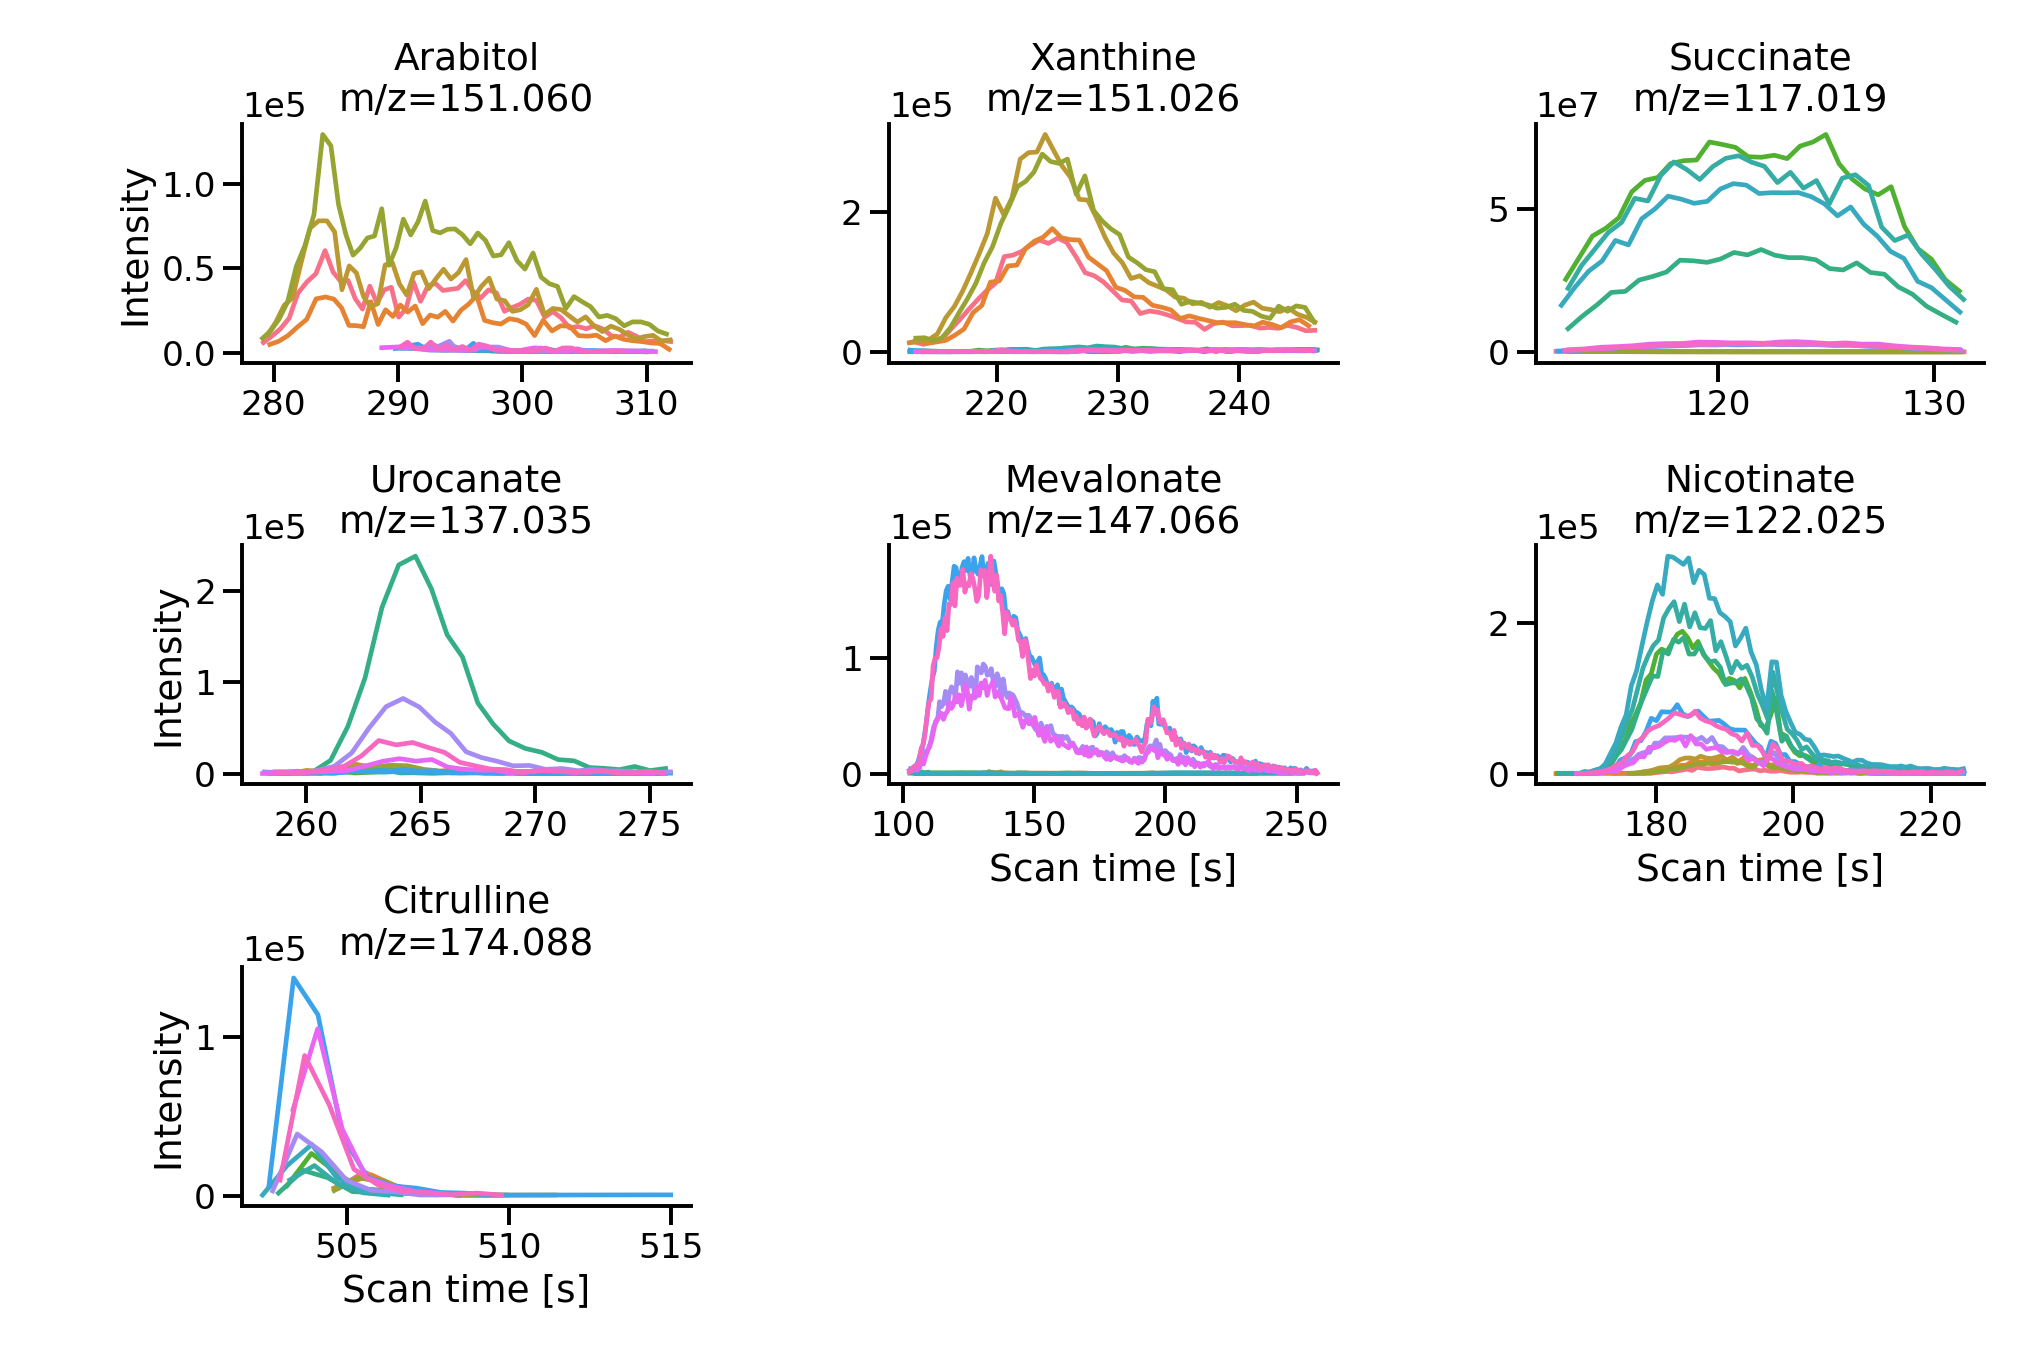 Arabitol
m/z=151.060
1e5
Intensity
1.0
0.5
0.0
280 290 300 310
Xanthine
m/z=151.026
1e5
2
0
220 230 240
Succinate
m/z=117.019
1e7
5
0
120 130
Urocanate
m/z=137.035
1e5
Intensity
2
1
0
260 265 270 275
Mevalonate
m/z=147.066
1e5
1
0
100 150 200 250
Scan time [s]
Nicotinate
m/z=122.025
1e5
2
0
180 200 220
Scan time [s]
Citrulline
m/z=174.088
1e5
Intensity
1
0
505 510 515
Scan time [s]